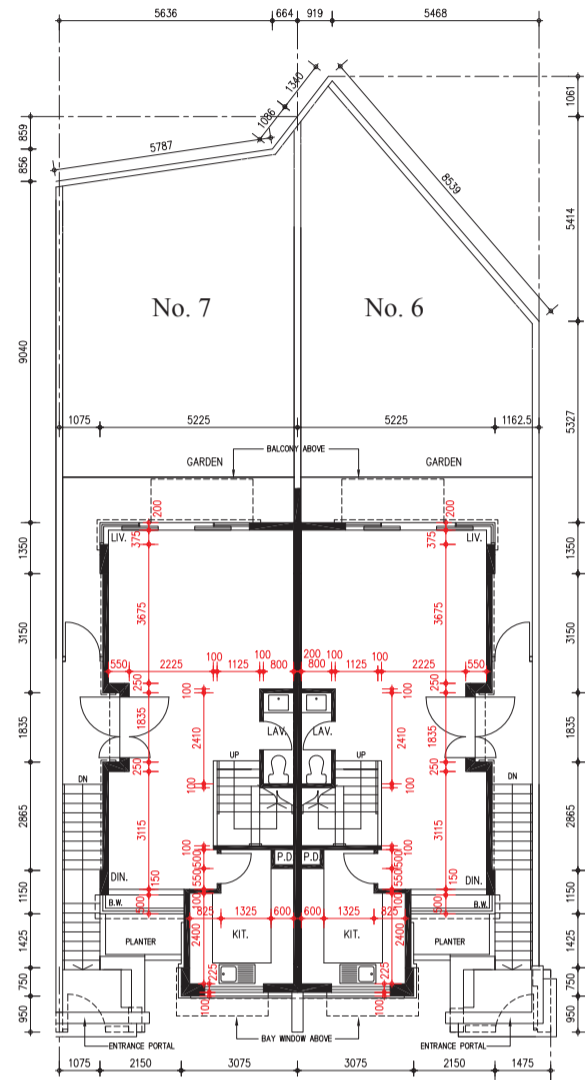 5636 664 919 5468
1340
1086
5787
8539
859
856
1061
5414
No. 7 No. 6
9040
5327
1075 5225 5225 1162.5
BALCONY ABOVE
GARDEN GARDEN
200 200
375 375
LIV. LIV.
1350 1350
3675 3675
3150 3150
100 100 200 100 100
550 2225 1125 800 800 1125 2225 550
250 100 100 250
1835 1835 1835 1835
LAV. LAV.
2410 2410
UP UP
250 250
DN DN
100 100
2865 2865
3115 3115
100 100
P.D P.D
500 500
550 550
DIN. DIN.
150 150
1150 1150
B.W. B.W.
500 100 100 500
825 1325 600 600 1325 825
KIT. KIT.
PLANTER PLANTER
2400 2400
1425 1425
225 225
750 750
100 100
950 950
BAY WINDOW ABOVE
ENTRANCE PORTAL ENTRANCE PORTAL
1075 2150 3075 3075 2150 1475